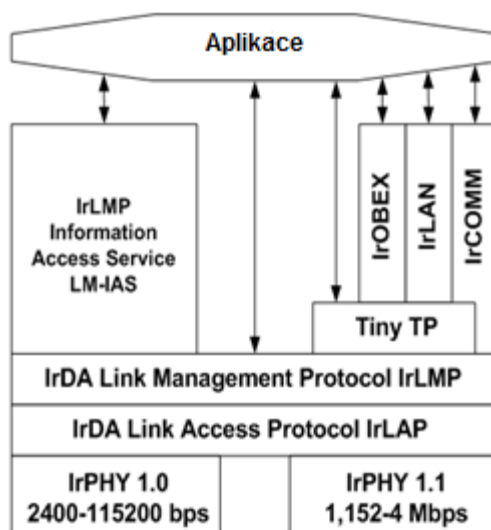 Aplikace
IrLMP
Information
Access Service
LM-IAS
IrOBEX
IrLAN
IrCOMM
Tiny TP
IrDA Link Management Protocol IrLMP
IrDA Link Access Protocol IrLAP
IrPHY 1.0
2400-115200 bps
IrPHY 1.1
1,152-4 Mbps